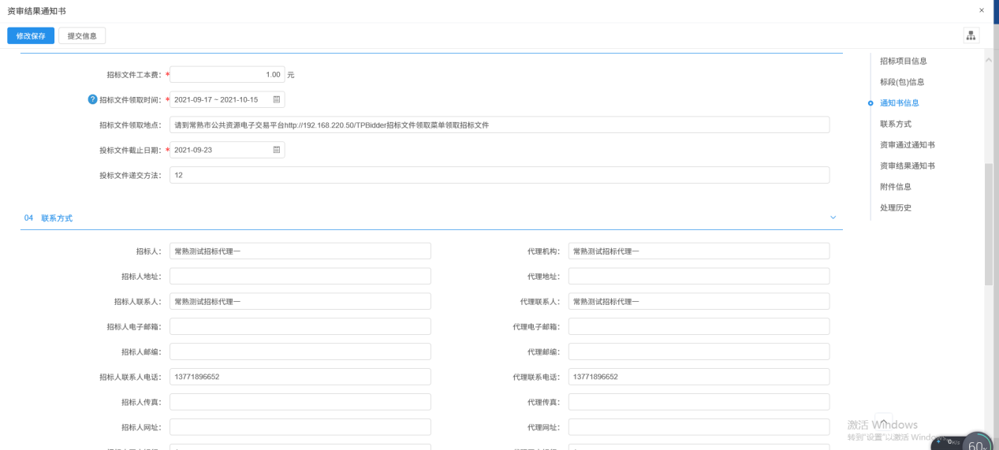 资审结果通知书
×
修改保存 提交信息
招标文件工本费: * 1.00 元
? 招标文件领取时间: * 2021-09-17 ~ 2021-10-15
招标文件领取地点: 请到常熟市公共资源电子交易平台http://192.168.220.50/TPBidder招标文件领取菜单领取招标文件
投标文件截止日期: * 2021-09-23
投标文件递交方法: 12
04 联系方式
招标人: 常熟测试招标代理一 代理机构: 常熟测试招标代理一
招标人地址: 代理地址:
招标人联系人: 常熟测试招标代理一 代理联系人: 常熟测试招标代理一
招标人电子邮箱: 代理电子邮箱:
招标人邮编: 代理邮编:
招标人联系人电话: 13771896652 代理联系电话: 13771896652
招标人传真: 代理传真:
招标人网址: 代理网址:
招标项目信息
标段(包)信息
通知书信息
联系方式
资审通过通知书
资审结果通知书
附件信息
处理历史
激活 Windows
转到"设置"以激活 Windows
0K/s
60%